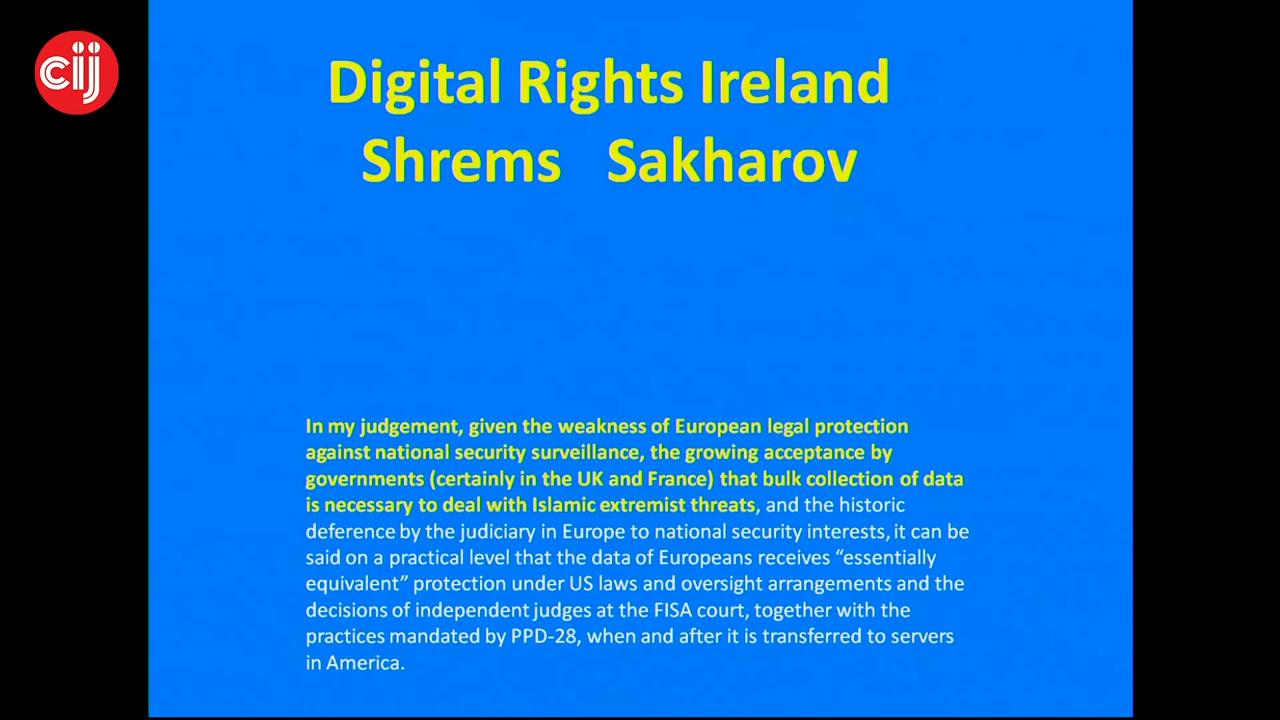 cij
Digital Rights Ireland
Shrems Sakharov
In my judgement, given the weakness of European legal protection
against national security surveillance, the growing acceptance by
governments (certainly in the UK and France) that bulk collection of data
is necessary to deal with Islamic extremist threats, and the historic
deference by the judiciary in Europe to national security interests, it can be
said on a practical level that the data of Europeans receives “essentially
equivalent” protection under US laws and oversight arrangements and the
decisions of independent judges at the FISA court, together with the
practices mandated by PPD-28, when and after it is transferred to servers
in America.